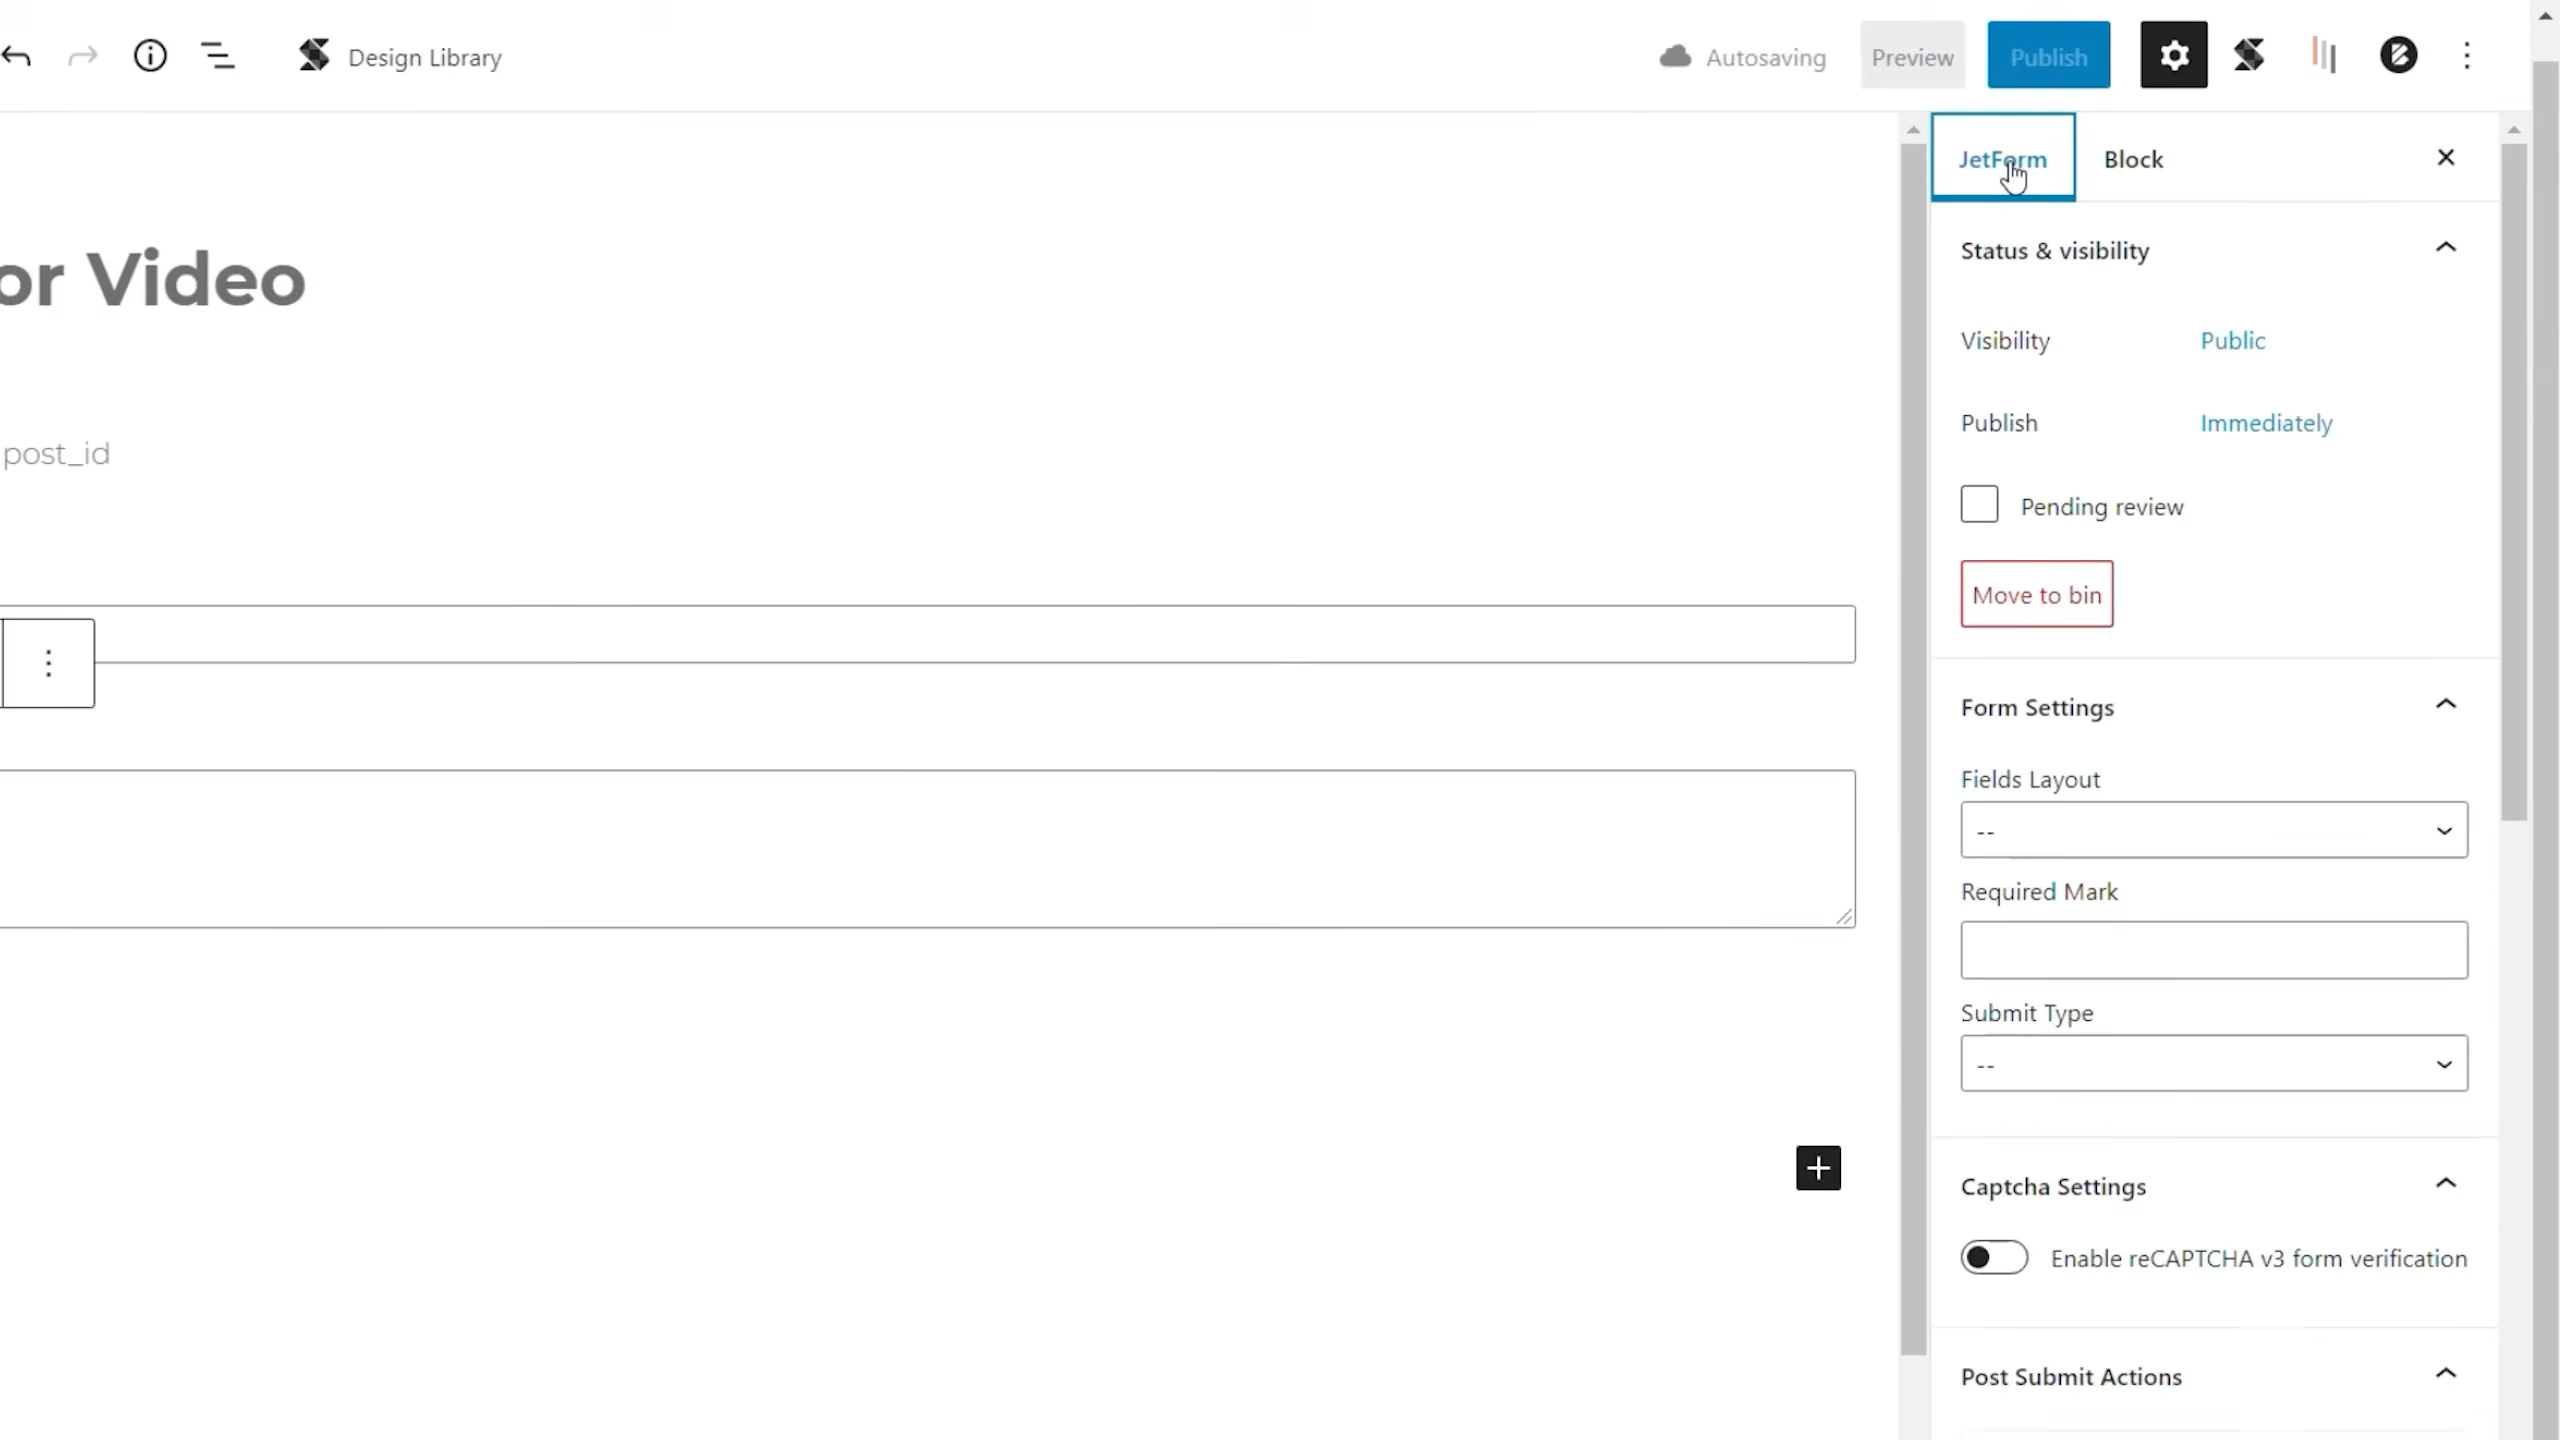 Design Library
Autosaving
Preview
Publish
JetForm
Block
or Video
post_id
Status & visibility
Visibility
Public
Publish
Immediately
Pending review
Move to bin
Form Settings
Fields Layout
--
Required Mark
Submit Type
--
Captcha Settings
Enable reCAPTCHA v3 form verification
Post Submit Actions